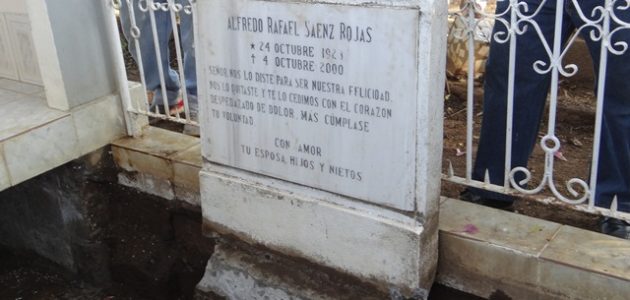 ALFREDO RAFAEL SAENZ ROJAS
* 24 OCTUBRE 1923
† 4 OCTUBRE 2000
SEÑOR, NOS LO DISTE PARA SER NUESTRA FELICIDAD.
NOS LO QUITASTE Y TE LO CEDIMOS CON EL CORAZON
DESPEDAZADO DE DOLOR, MAS CUMPLASE
TU VOLUNTAD
CON AMOR
TU ESPOSA, HIJOS Y NIETOS